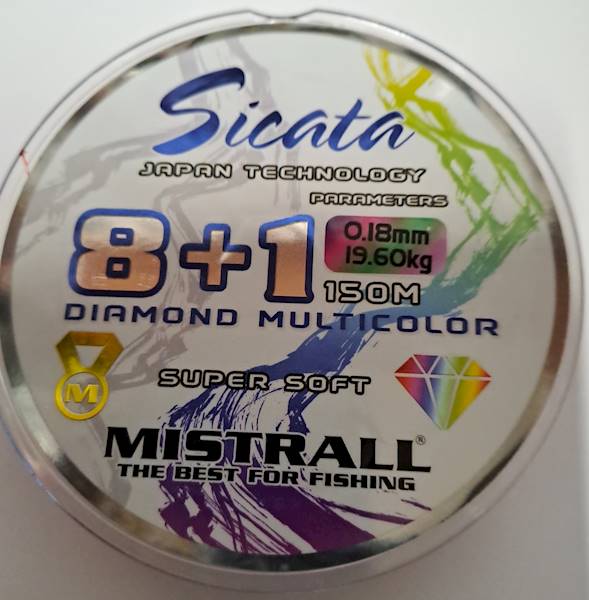 Sicata
JAPAN TECHNOLOGY
PARAMETERS
8+1
0.18mm
19.60kg
150M
DIAMOND MULTICOLOR
M
SUPER SOFT
MISTRALL®
THE BEST FOR FISHING